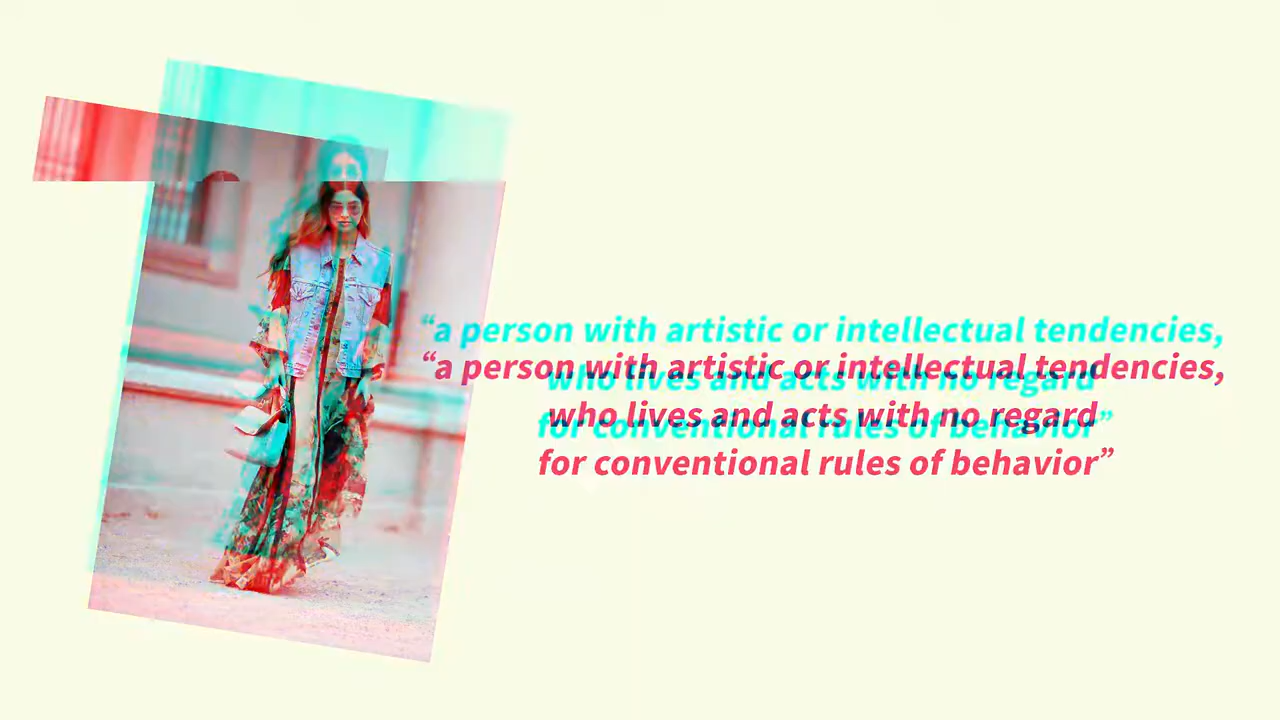 “a person with artistic or intellectual tendencies,
who lives and acts with no regard
for conventional rules of behavior”